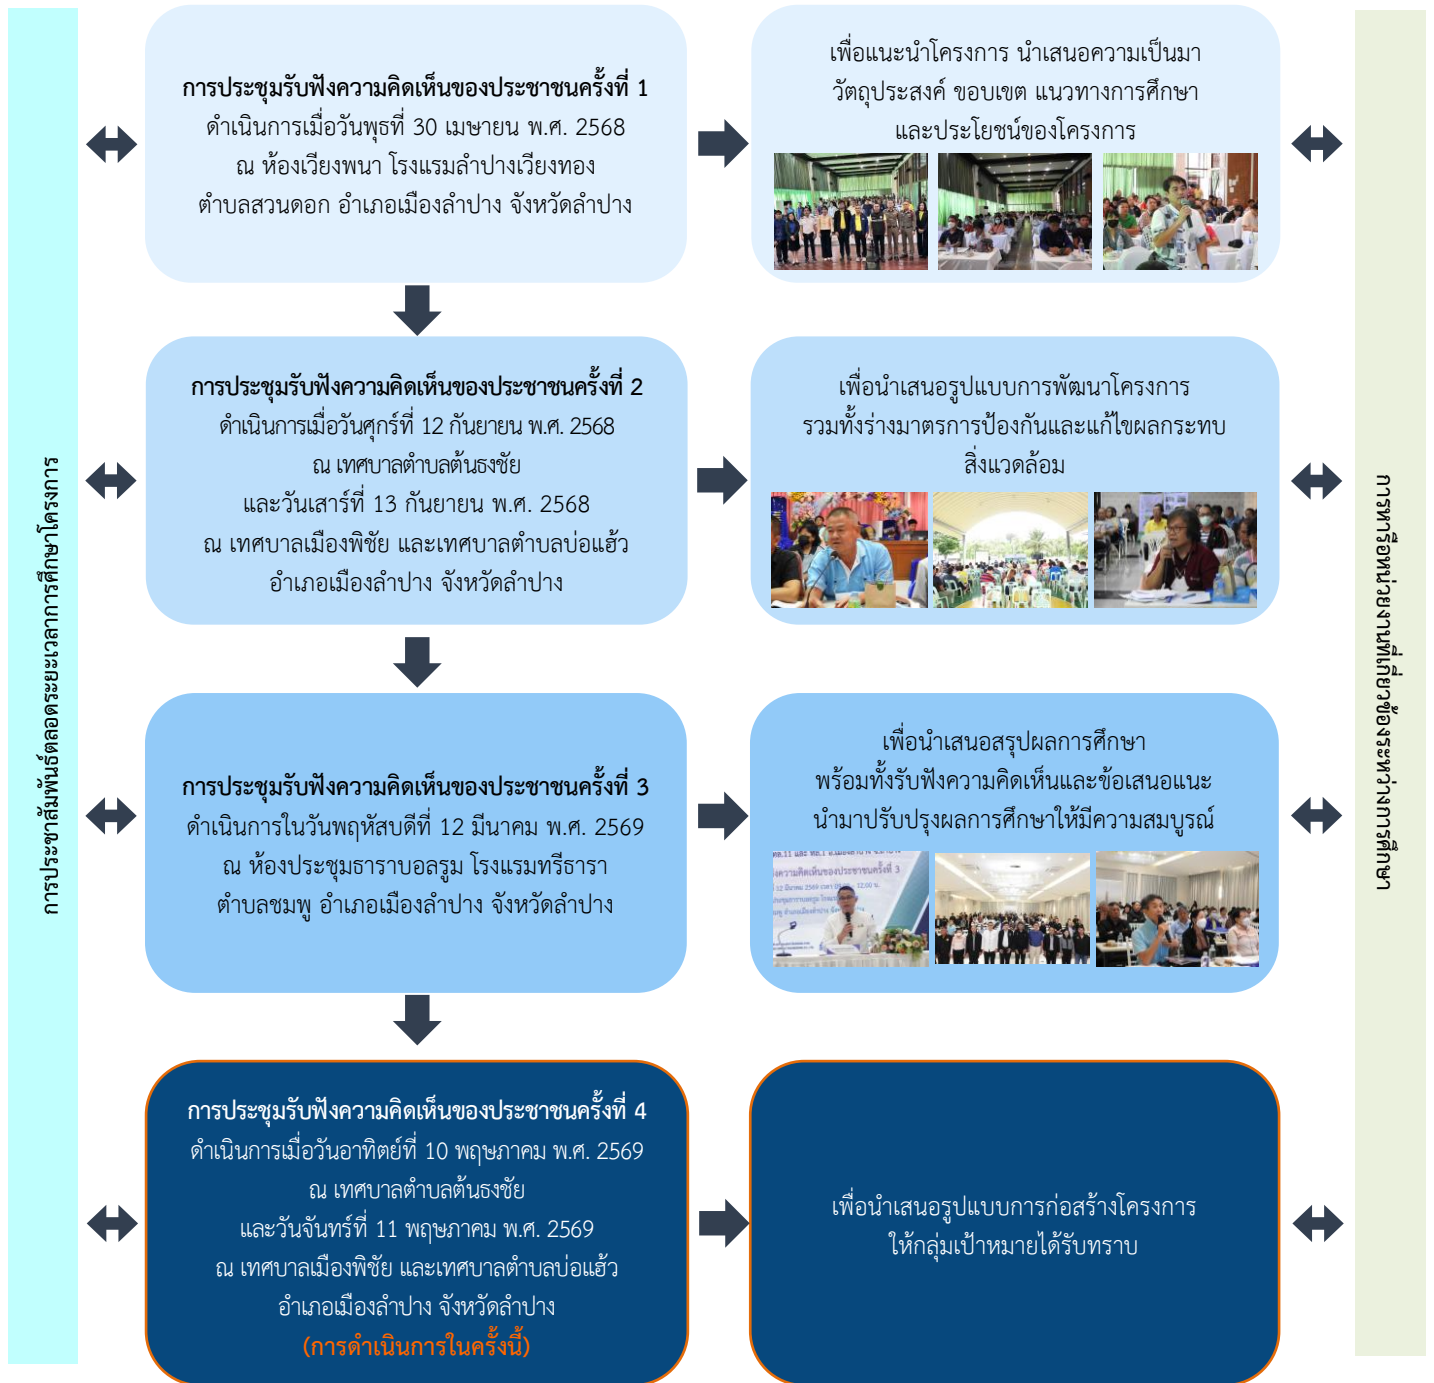 การประชาสัมพันธ์ตลอดระยะเวลาการศึกษาโครงการ
การประชุมรับฟังความคิดเห็นของประชาชนครั้งที่ 1
ดำเนินการเมื่อวันพุธที่ 30 เมษายน พ.ศ. 2568
ณ ห้องเวียงพนา โรงแรมลำปางเวียงทอง
ตำบลสวนดอก อำเภอเมืองลำปาง จังหวัดลำปาง
เพื่อแนะนำโครงการ นำเสนอความเป็นมา
วัตถุประสงค์ ขอบเขต แนวทางการศึกษา
และประโยชน์ของโครงการ
การประชุมรับฟังความคิดเห็นของประชาชนครั้งที่ 2
ดำเนินการเมื่อวันศุกร์ที่ 12 กันยายน พ.ศ. 2568
ณ เทศบาลตำบลต้นธงชัย
และวันเสาร์ที่ 13 กันยายน พ.ศ. 2568
ณ เทศบาลเมืองพิชัย และเทศบาลตำบลบ่อแฮ้ว
อำเภอเมืองลำปาง จังหวัดลำปาง
เพื่อนำเสนอรูปแบบการพัฒนาโครงการ
รวมทั้งร่างมาตรการป้องกันและแก้ไขผลกระทบ
สิ่งแวดล้อม
การประชุมรับฟังความคิดเห็นของประชาชนครั้งที่ 3
ดำเนินการในวันพฤหัสบดีที่ 12 มีนาคม พ.ศ. 2569
ณ ห้องประชุมธาราบอลรูม โรงแรมทรีธารา
ตำบลชมพู อำเภอเมืองลำปาง จังหวัดลำปาง
เพื่อนำเสนอสรุปผลการศึกษา
พร้อมทั้งรับฟังความคิดเห็นและข้อเสนอแนะ
นำมาปรับปรุงผลการศึกษาให้มีความสมบูรณ์
ความคิดเห็นของประชาชนครั้งที่ 3
12 มีนาคม 2569 เวลา
การประชุมรับฟังความคิดเห็นของประชาชนครั้งที่ 4
ดำเนินการเมื่อวันอาทิตย์ที่ 10 พฤษภาคม พ.ศ. 2569
ณ เทศบาลตำบลต้นธงชัย
และวันจันทร์ที่ 11 พฤษภาคม พ.ศ. 2569
ณ เทศบาลเมืองพิชัย และเทศบาลตำบลบ่อแฮ้ว
อำเภอเมืองลำปาง จังหวัดลำปาง
(การดำเนินการในครั้งนี้)
เพื่อนำเสนอรูปแบบการก่อสร้างโครงการ
ให้กลุ่มเป้าหมายได้รับทราบ
การหารือหน่วยงานที่เกี่ยวข้องระหว่างการศึกษา